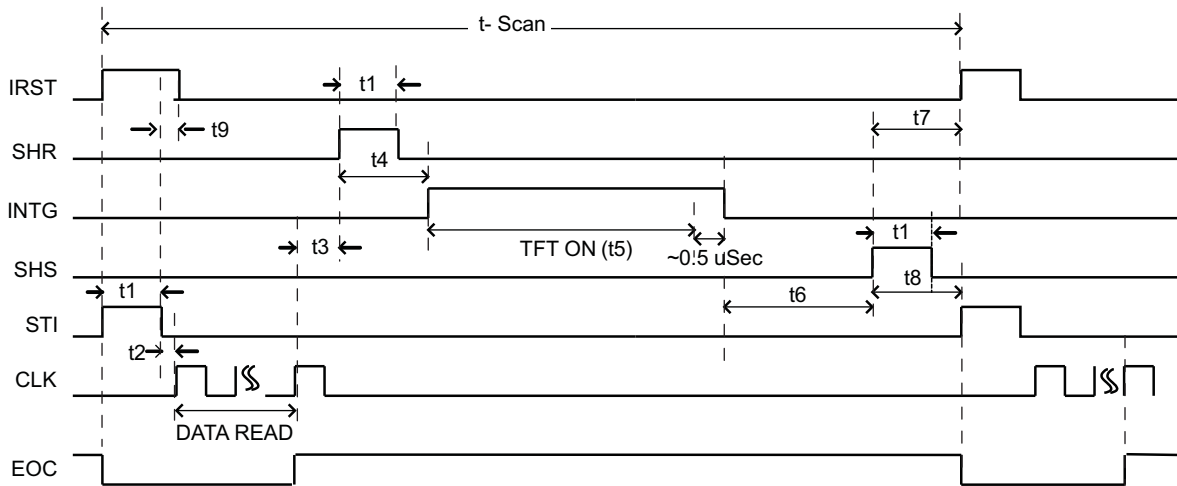 t- Scan
IRST
t1
t9
t7
SHR
t4
INTG
t3
TFT ON (t5)
~0.5 uSec
t1
SHS
t1
t6
t8
STI
t2
CLK
DATA READ
EOC